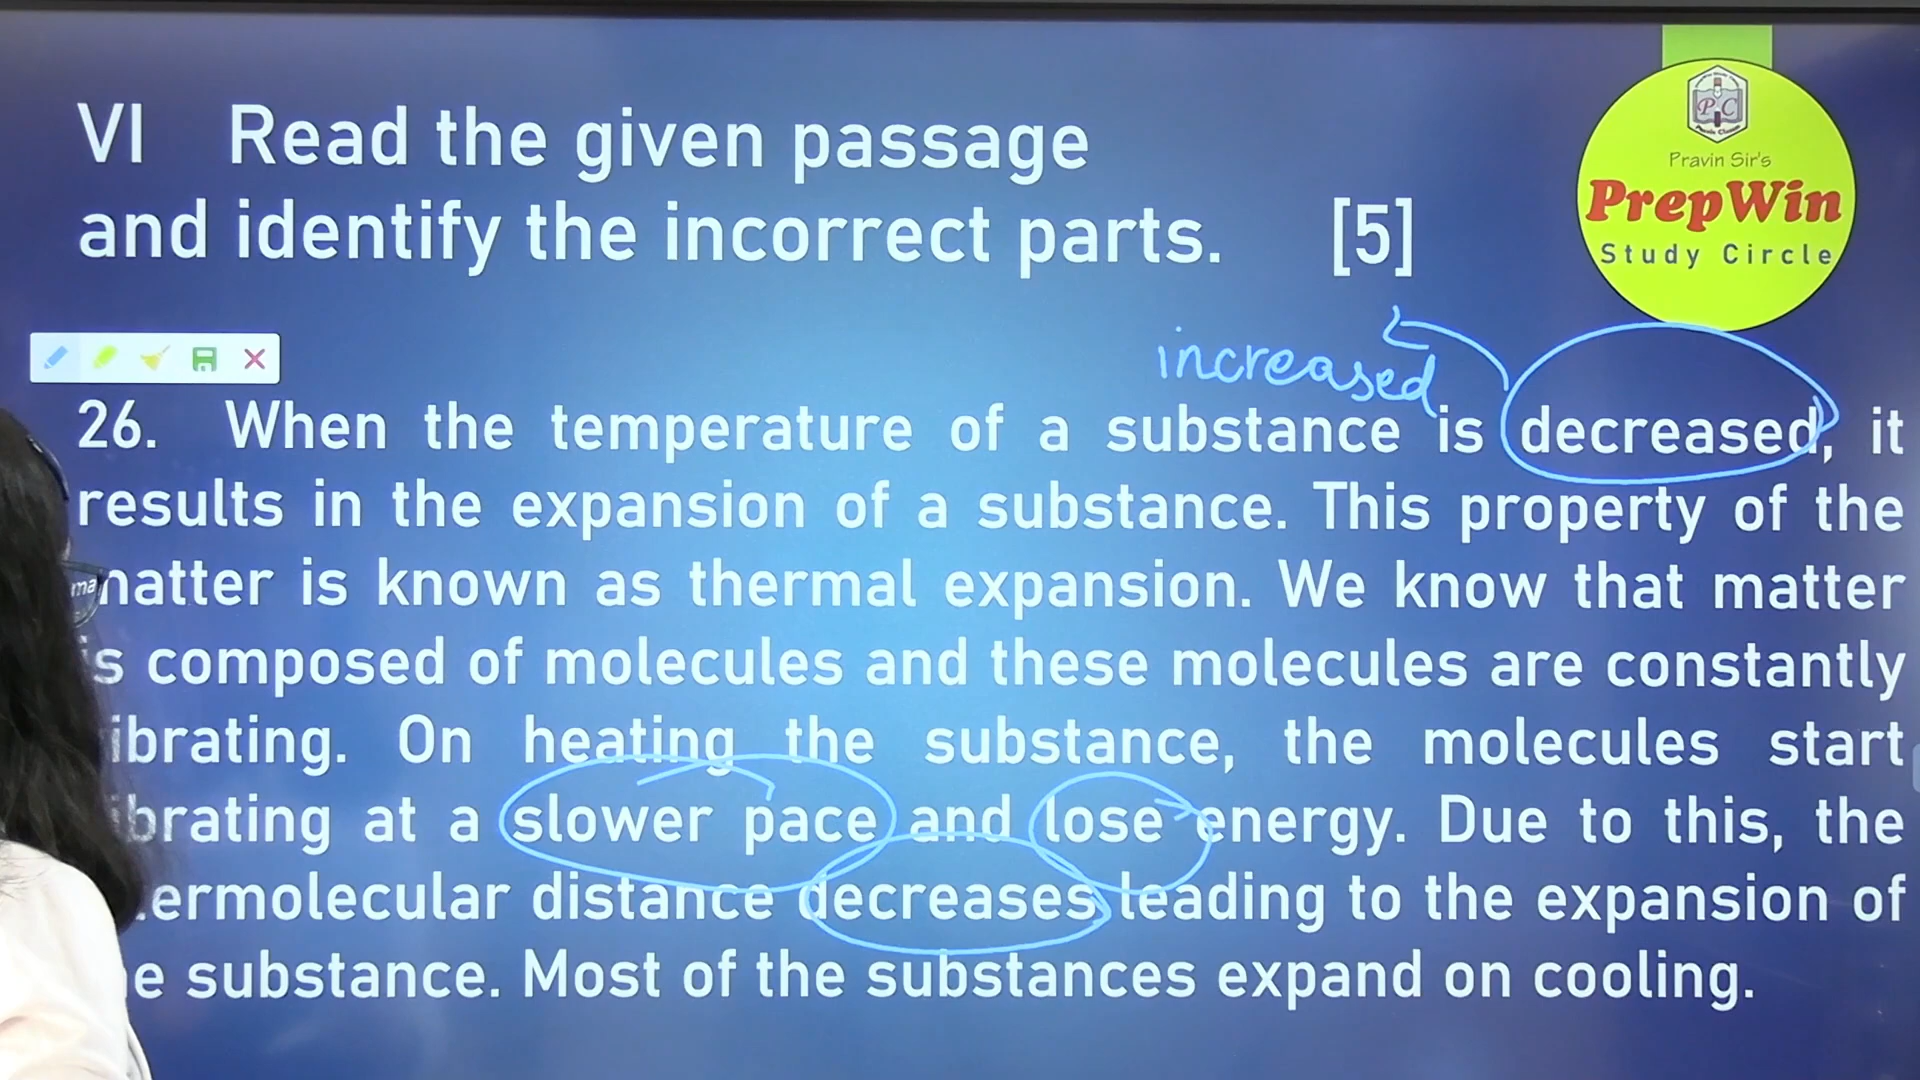 VI Read the given passage
and identify the incorrect parts. [5]
Pravin Sir's
PrepWin
Study Circle
increased
26. When the temperature of a substance is decreased, it
results in the expansion of a substance. This property of the
matter is known as thermal expansion. We know that matter
is composed of molecules and these molecules are constantly
ibrating. On heating the substance, the molecules start
ibrating at a slower pace and lose energy. Due to this, the
ermolecular distance decreases leading to the expansion of
e substance. Most of the substances expand on cooling.